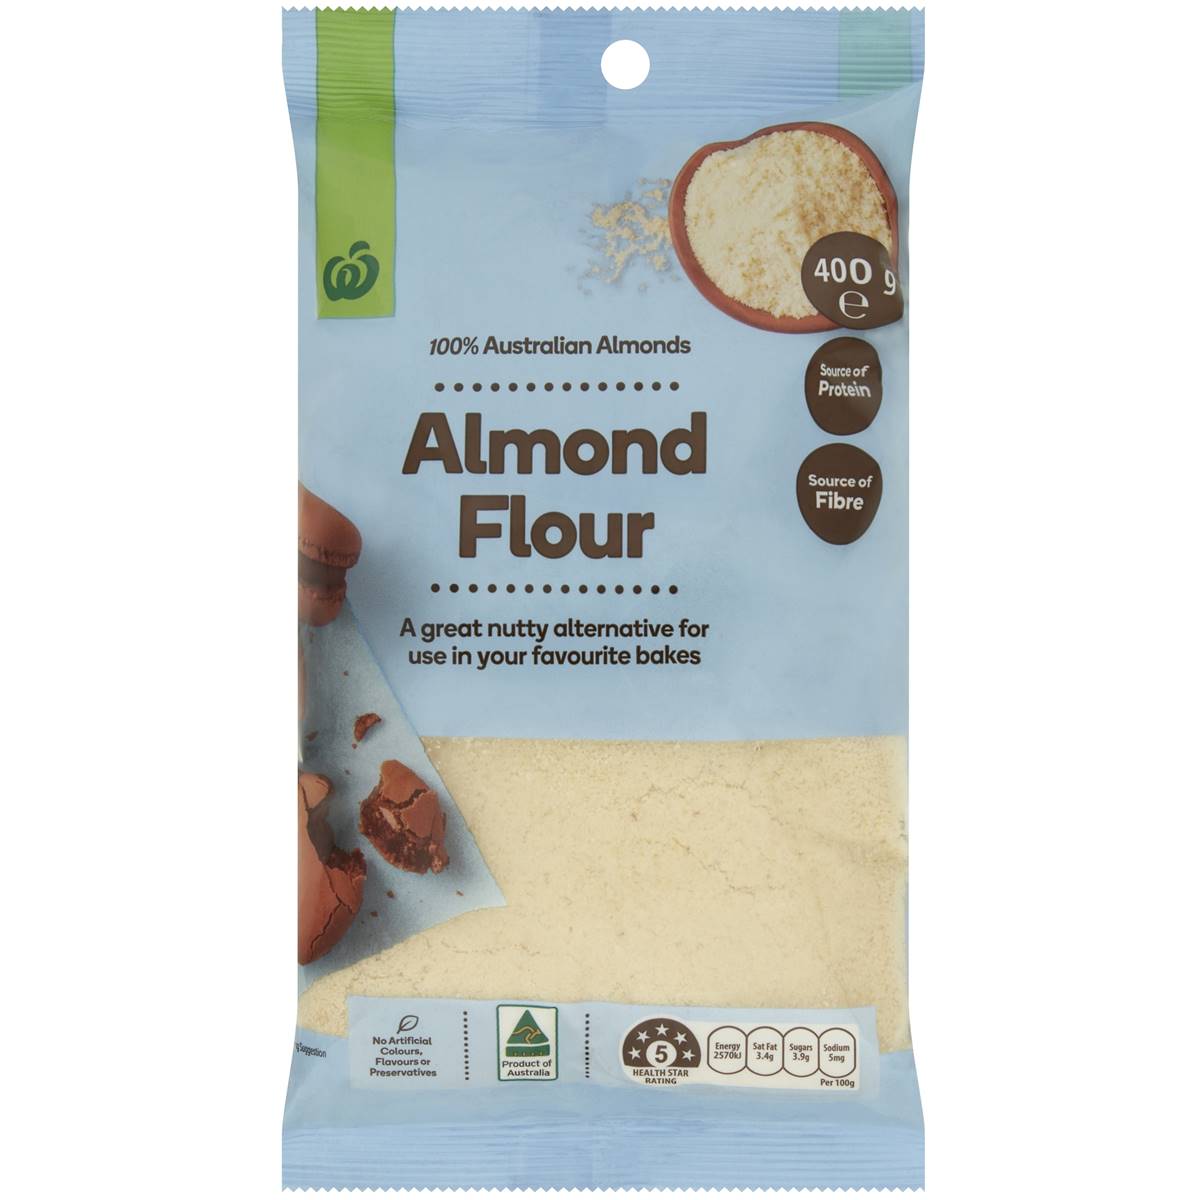 400 g
e
100% Australian Almonds
Source of
Protein
Almond
Flour
Source of
Fibre
A great nutty alternative for
use in your favourite bakes
No Artificial
Colours,
Flavours or
Preservatives
Product of
Australia
5
HEALTH STAR
RATING
Energy
2570kJ
Sat Fat
3.4g
Sugars
3.9g
Sodium
5mg
Per 100g
Suggestion